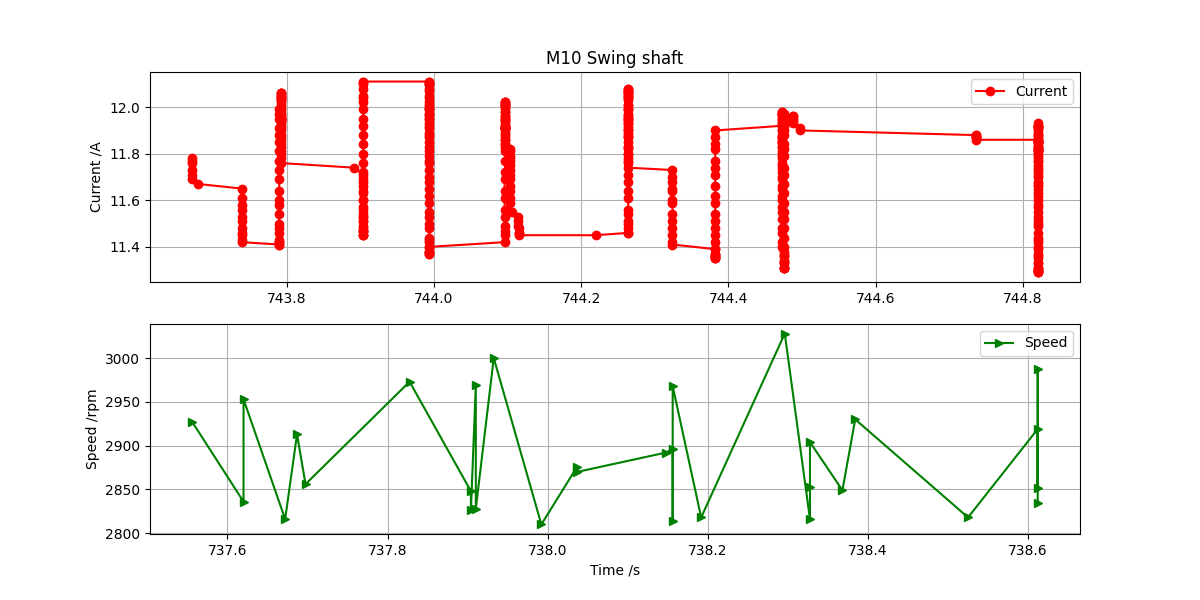 M10 Swing shaft
Current /A
12.0
11.8
11.6
11.4
Current
743.8 744.0 744.2 744.4 744.6 744.8
Speed /rpm
3000
2950
2900
2850
2800
Speed
737.6 737.8 738.0 738.2 738.4 738.6
Time /s